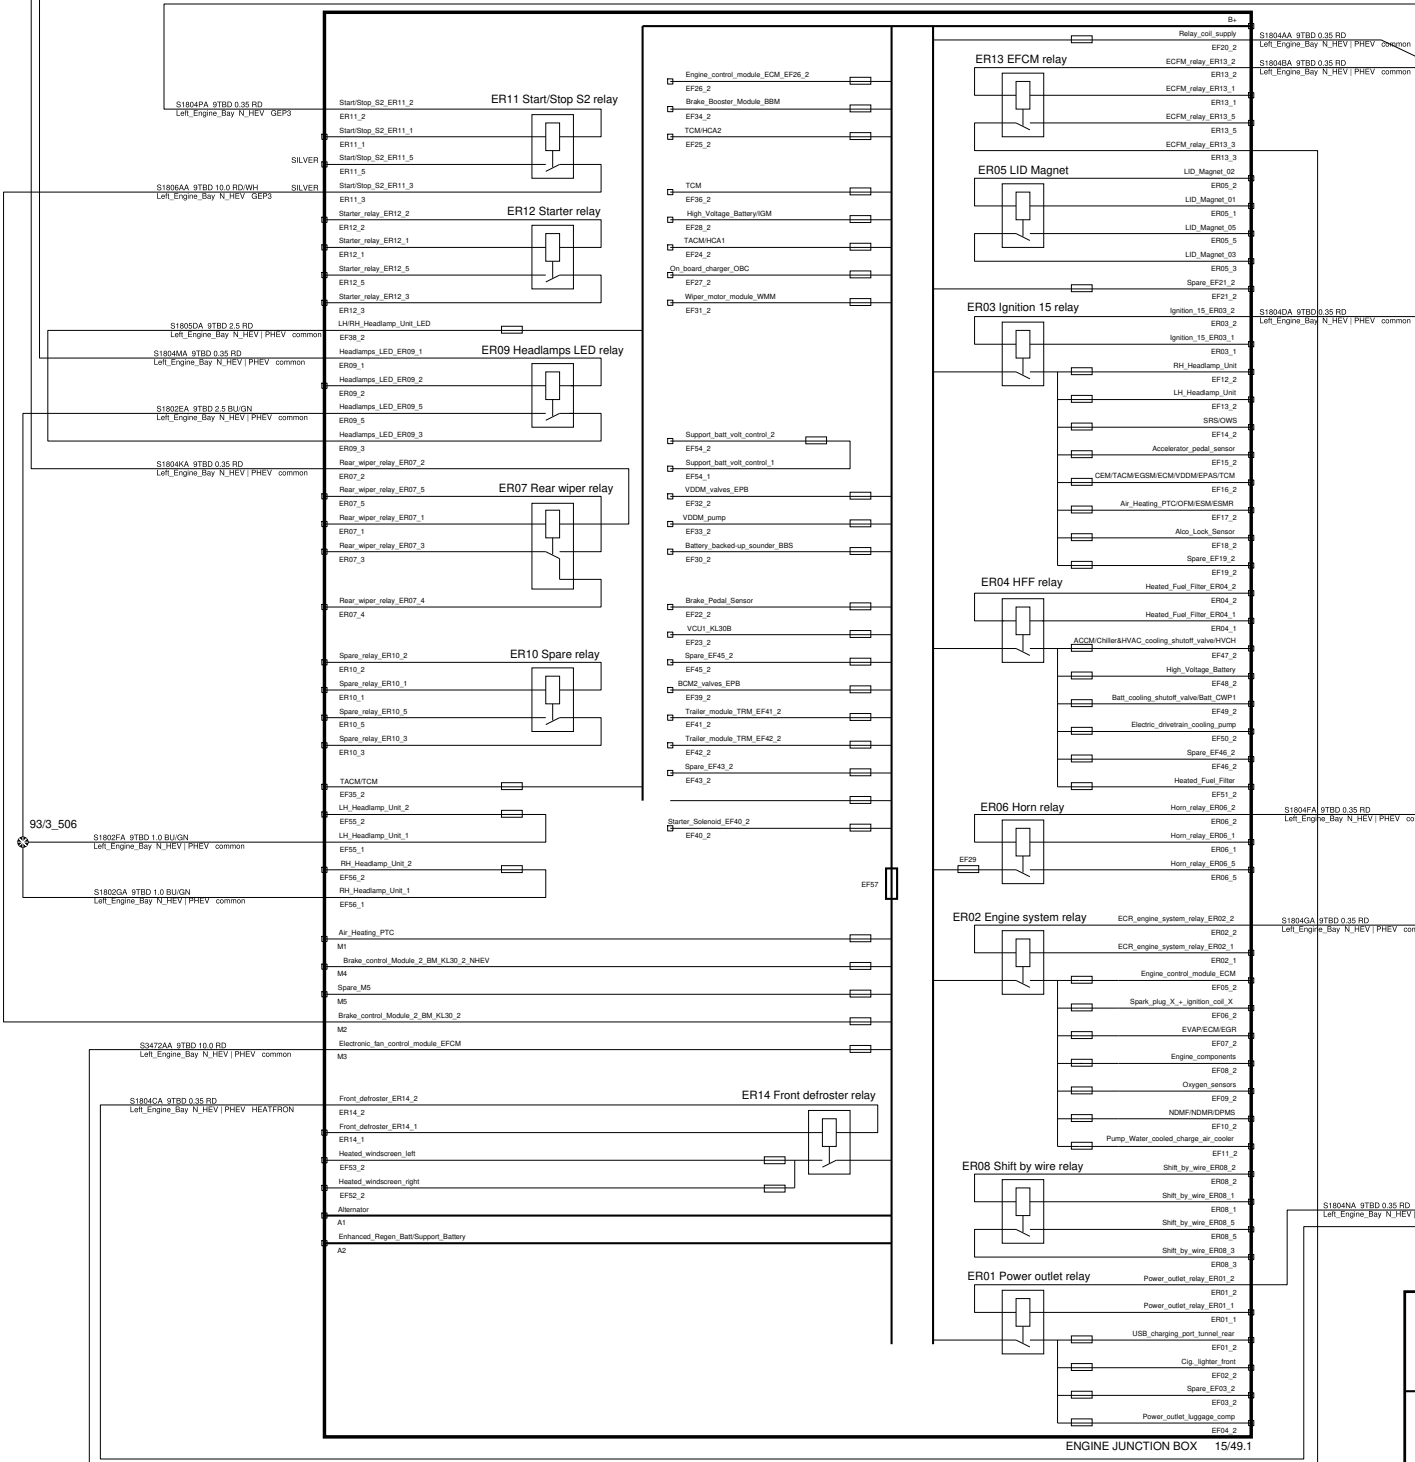 S1804PA 9TBD 0.35 RD
Left_Engine_Bay N_HEV GEP3
SILVER
S1806AA 9TBD 10.0 RD/WH SILVER
Left_Engine_Bay N_HEV GEP3
S1805DA 9TBD 2.5 RD
Left_Engine_Bay N_HEV | PHEV common
S1804MA 9TBD 0.35 RD
Left_Engine_Bay N_HEV | PHEV common
S1802EA 9TBD 2.5 BU/GN
Left_Engine_Bay N_HEV | PHEV common
S1804KA 9TBD 0.35 RD
Left_Engine_Bay N_HEV | PHEV common
93/3_506
S1802FA 9TBD 1.0 BU/GN
Left_Engine_Bay N_HEV | PHEV common
S1802GA 9TBD 1.0 BU/GN
Left_Engine_Bay N_HEV | PHEV common
S3472AA 9TBD 10.0 RD
Left_Engine_Bay N_HEV | PHEV common
S1804CA 9TBD 0.35 RD
Left_Engine_Bay N_HEV | PHEV HEATFRON
ER11 Start/Stop S2 relay
Start/Stop_S2_ER11_2
ER11_2
Start/Stop_S2_ER11_1
ER11_1
Start/Stop_S2_ER11_5
ER11_5
Start/Stop_S2_ER11_3
ER11_3
ER12 Starter relay
Starter_relay_ER12_2
ER12_2
Starter_relay_ER12_1
ER12_1
Starter_relay_ER12_5
ER12_5
Starter_relay_ER12_3
ER12_3
LH/RH_Headlamp_Unit_LED
EF38_2
ER09 Headlamps LED relay
Headlamps_LED_ER09_1
ER09_1
Headlamps_LED_ER09_2
ER09_2
Headlamps_LED_ER09_5
ER09_5
Headlamps_LED_ER09_3
ER09_3
Rear_wiper_relay_ER07_2
ER07_2
ER07 Rear wiper relay
Rear_wiper_relay_ER07_5
ER07_5
Rear_wiper_relay_ER07_1
ER07_1
Rear_wiper_relay_ER07_3
ER07_3
Rear_wiper_relay_ER07_4
ER07_4
ER10 Spare relay
Spare_relay_ER10_2
ER10_2
Spare_relay_ER10_1
ER10_1
Spare_relay_ER10_5
ER10_5
Spare_relay_ER10_3
ER10_3
TACM/TCM
EF35_2
LH_Headlamp_Unit_2
EF55_2
LH_Headlamp_Unit_1
EF55_1
RH_Headlamp_Unit_2
EF56_2
RH_Headlamp_Unit_1
EF56_1
Air_Heating_PTC
M1
Brake_control_Module_2_BM_KL30_2_NHEV
M4
Spare_M5
M5
Brake_control_Module_2_BM_KL30_2
M2
Electronic_fan_control_module_EFCM
M3
ER14 Front defroster relay
Front_defroster_ER14_2
ER14_2
Front_defroster_ER14_1
ER14_1
Heated_windscreen_left
EF53_2
Heated_windscreen_right
EF52_2
Alternator
A1
Enhanced_Regen_Batt/Support_Battery
A2
Engine_control_module_ECM_EF26_2
EF26_2
Brake_Booster_Module_BBM
EF34_2
TCM/HCA2
EF25_2
TCM
EF36_2
High_Voltage_Battery/IGM
EF28_2
TACM/HCA1
EF24_2
On_board_charger_OBC
EF27_2
Wiper_motor_module_WMM
EF31_2
Support_batt_volt_control_2
EF54_2
Support_batt_volt_control_1
EF54_1
VDDM_valves_EPB
EF32_2
VDDM_pump
EF33_2
Battery_backed-up_sounder_BBS
EF30_2
Brake_Pedal_Sensor
EF22_2
VCU1_KL30B
EF23_2
Spare_EF45_2
EF45_2
BCM2_valves_EPB
EF39_2
Trailer_module_TRM_EF41_2
EF41_2
Trailer_module_TRM_EF42_2
EF42_2
Spare_EF43_2
EF43_2
Starter_Solenoid_EF40_2
EF40_2
EF57
B+
Relay_coil_supply
EF20_2
ER13 EFCM relay
ECFM_relay_ER13_2
ER13_2
ECFM_relay_ER13_1
ER13_1
ECFM_relay_ER13_5
ER13_5
ECFM_relay_ER13_3
ER13_3
ER05 LID Magnet
LID_Magnet_02
ER05_2
LID_Magnet_01
ER05_1
LID_Magnet_05
ER05_5
LID_Magnet_03
ER05_3
Spare_EF21_2
EF21_2
ER03 Ignition 15 relay
Ignition_15_ER03_2
ER03_2
Ignition_15_ER03_1
ER03_1
RH_Headlamp_Unit
EF12_2
LH_Headlamp_Unit
EF13_2
SRS/OWS
EF14_2
Accelerator_pedal_sensor
EF15_2
CEM/TACM/EGSM/ECM/VDDM/EPAS/TCM
EF16_2
Air_Heating_PTC/OFM/ESM/ESMR
EF17_2
Alco_Lock_Sensor
EF18_2
Spare_EF19_2
EF19_2
ER04 HFF relay
Heated_Fuel_Filter_ER04_2
ER04_2
Heated_Fuel_Filter_ER04_1
ER04_1
ACCM/Chiller&HVAC_cooling_shutoff_valve/HVCH
EF47_2
High_Voltage_Battery
EF48_2
Batt_cooling_shutoff_valve/Batt_CWP1
EF49_2
Electric_drivetrain_cooling_pump
EF50_2
Spare_EF46_2
EF46_2
Heated_Fuel_Filter
EF51_2
ER06 Horn relay
Horn_relay_ER06_2
ER06_2
Horn_relay_ER06_1
ER06_1
EF29
Horn_relay_ER06_5
ER06_5
ER02 Engine system relay
ECR_engine_system_relay_ER02_2
ER02_2
ECR_engine_system_relay_ER02_1
ER02_1
Engine_control_module_ECM
EF05_2
Spark_plug_X_+_ignition_coil_X
EF06_2
EVAP/ECM/EGR
EF07_2
Engine_components
EF08_2
Oxygen_sensors
EF09_2
NDMF/NDMR/DPMS
EF10_2
Pump_Water_cooled_charge_air_cooler
EF11_2
ER08 Shift by wire relay
Shift_by_wire_ER08_2
ER08_2
Shift_by_wire_ER08_1
ER08_1
Shift_by_wire_ER08_5
ER08_5
Shift_by_wire_ER08_3
ER08_3
ER01 Power outlet relay
Power_outlet_relay_ER01_2
ER01_2
Power_outlet_relay_ER01_1
ER01_1
USB_charging_port_tunnel_rear
EF01_2
Cig._lighter_front
EF02_2
Spare_EF03_2
EF03_2
Power_outlet_luggage_comp
EF04_2
ENGINE JUNCTION BOX 15/49.1
S1804AA 9TBD 0.35 RD
Left_Engine_Bay N_HEV | PHEV common
S1804BA 9TBD 0.35 RD
Left_Engine_Bay N_HEV | PHEV common
S1804DA 9TBD 0.35 RD
Left_Engine_Bay N_HEV | PHEV common
S1804FA 9TBD 0.35 RD
Left_Engine_Bay N_HEV | PHEV co
S1804GA 9TBD 0.35 RD
Left_Engine_Bay N_HEV | PHEV com
S1804NA 9TBD 0.35 RD
Left_Engine_Bay N_HEV |